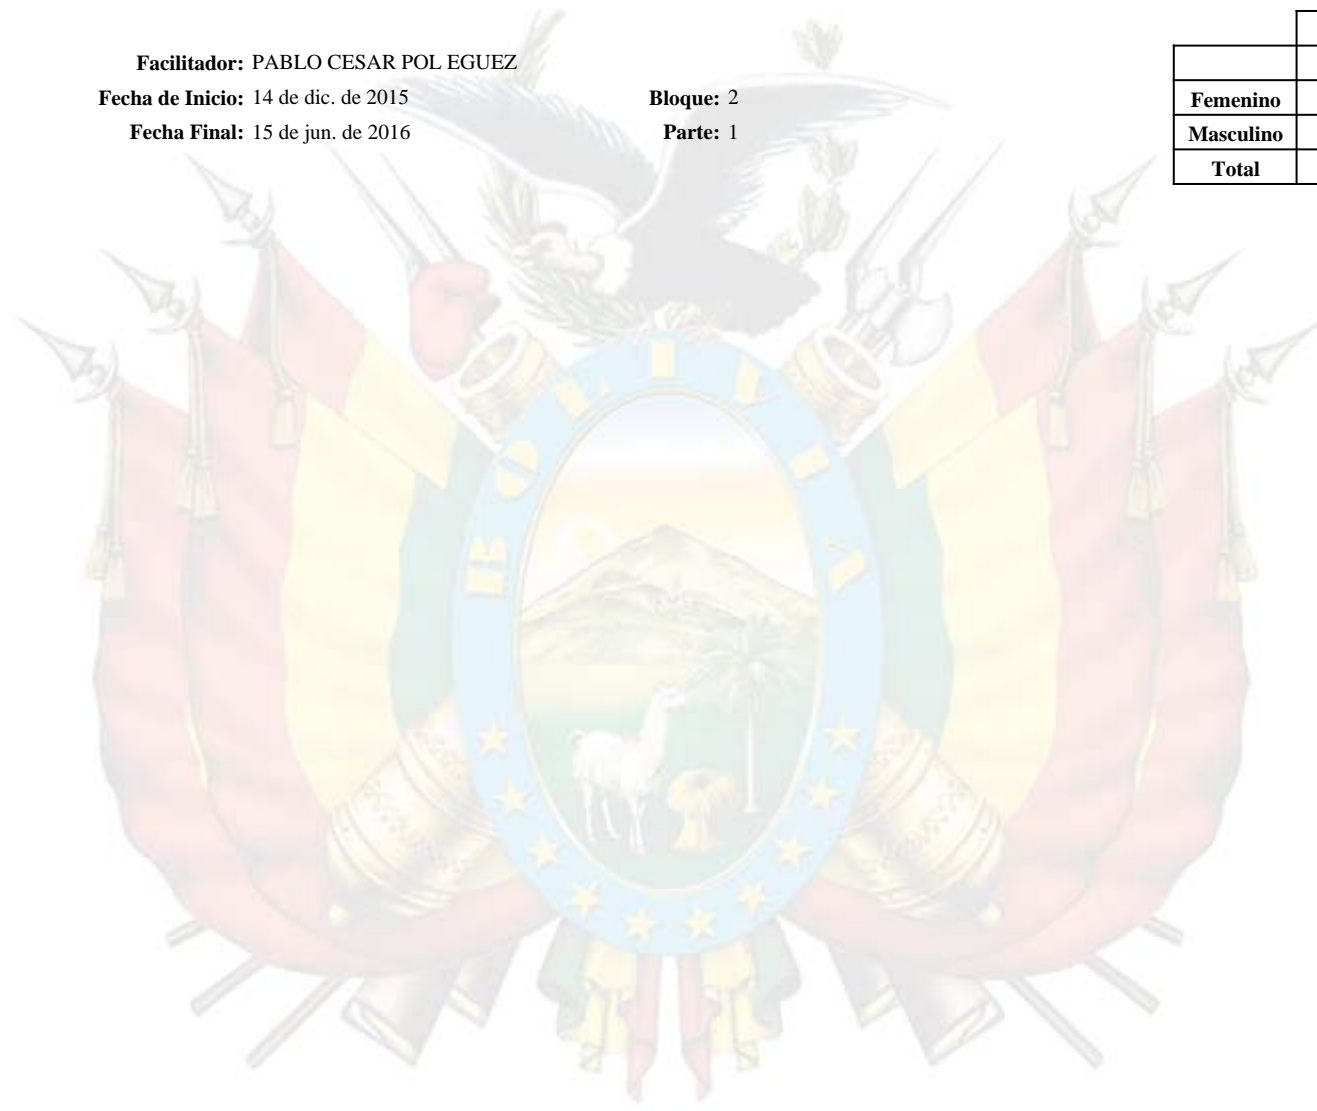 Facilitador: PABLO CESAR POL EGUEZ
Fecha de Inicio: 14 de dic. de 2015 Bloque: 2
Fecha Final: 15 de jun. de 2016 Parte: 1
Femenino
Masculino
Total
BOLIVIA